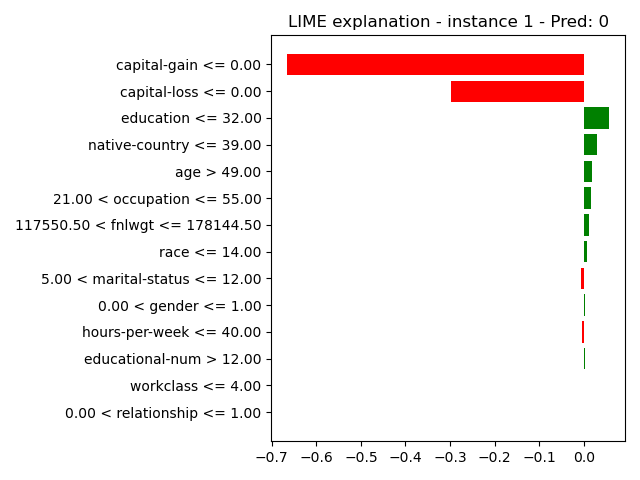 LIME explanation - instance 1 - Pred: 0
capital-gain <= 0.00
capital-loss <= 0.00
education <= 32.00
native-country <= 39.00
age > 49.00
21.00 < occupation <= 55.00
117550.50 < fnlwgt <= 178144.50
race <= 14.00
5.00 < marital-status <= 12.00
0.00 < gender <= 1.00
hours-per-week <= 40.00
educational-num > 12.00
workclass <= 4.00
0.00 < relationship <= 1.00
−0.7 −0.6 −0.5 −0.4 −0.3 −0.2 −0.1 0.0